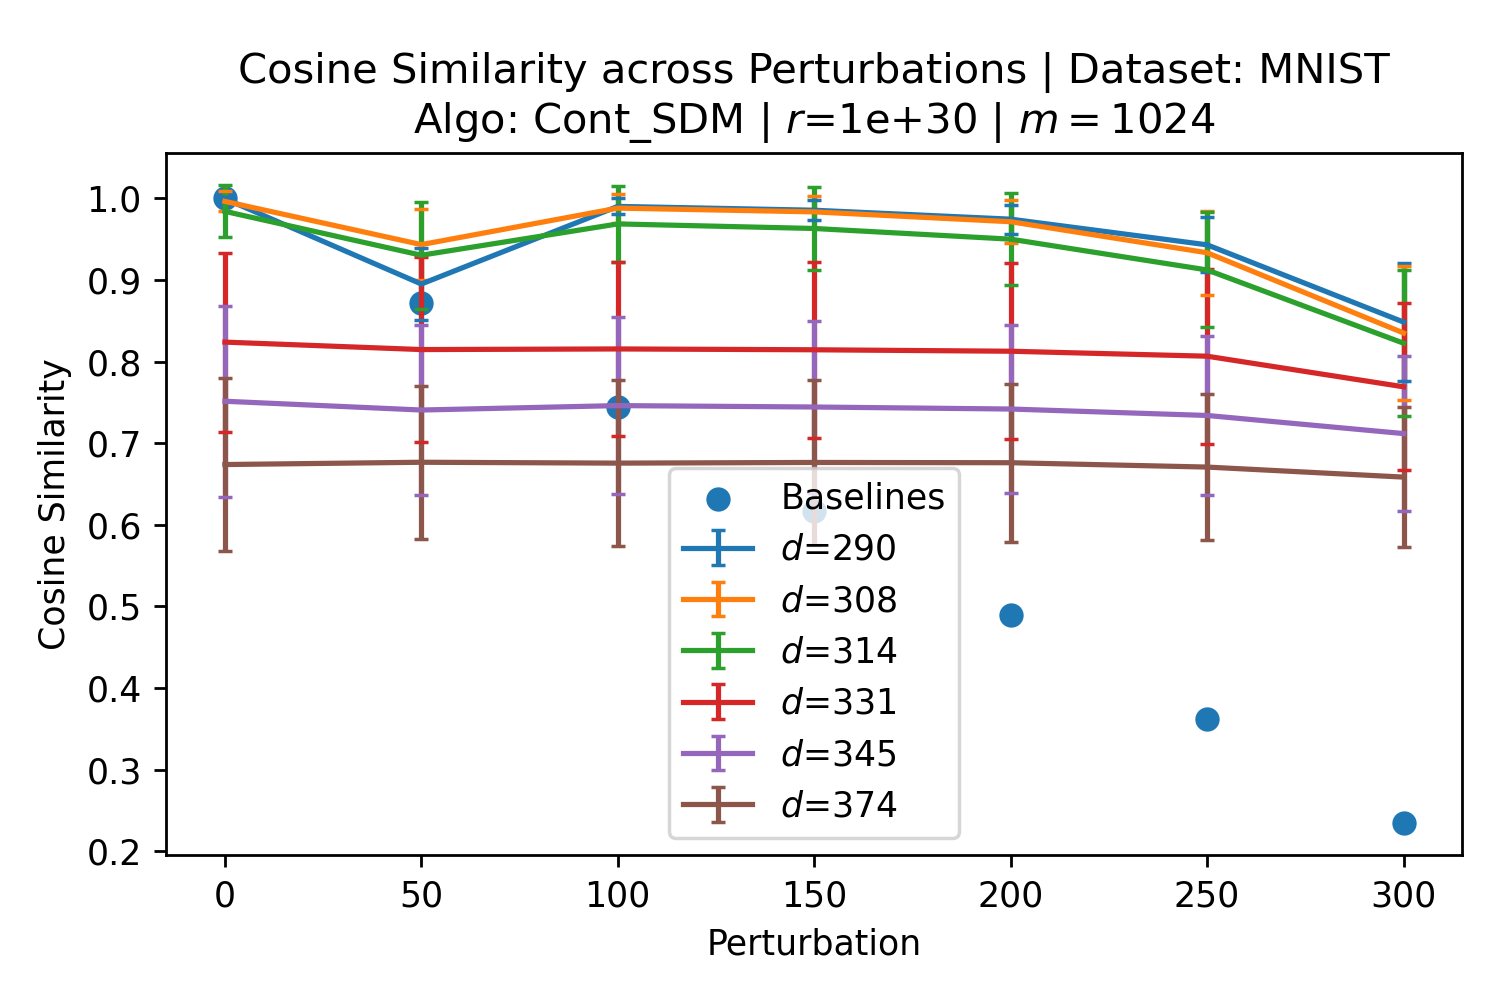 Cosine Similarity across Perturbations | Dataset: MNIST
Algo: Cont_SDM | r=1e+30 | m = 1024
Cosine Similarity
1.0
0.9
0.8
0.7
0.6
0.5
0.4
0.3
0.2
Baselines
d=290
d=308
d=314
d=331
d=345
d=374
0 50 100 150 200 250 300
Perturbation